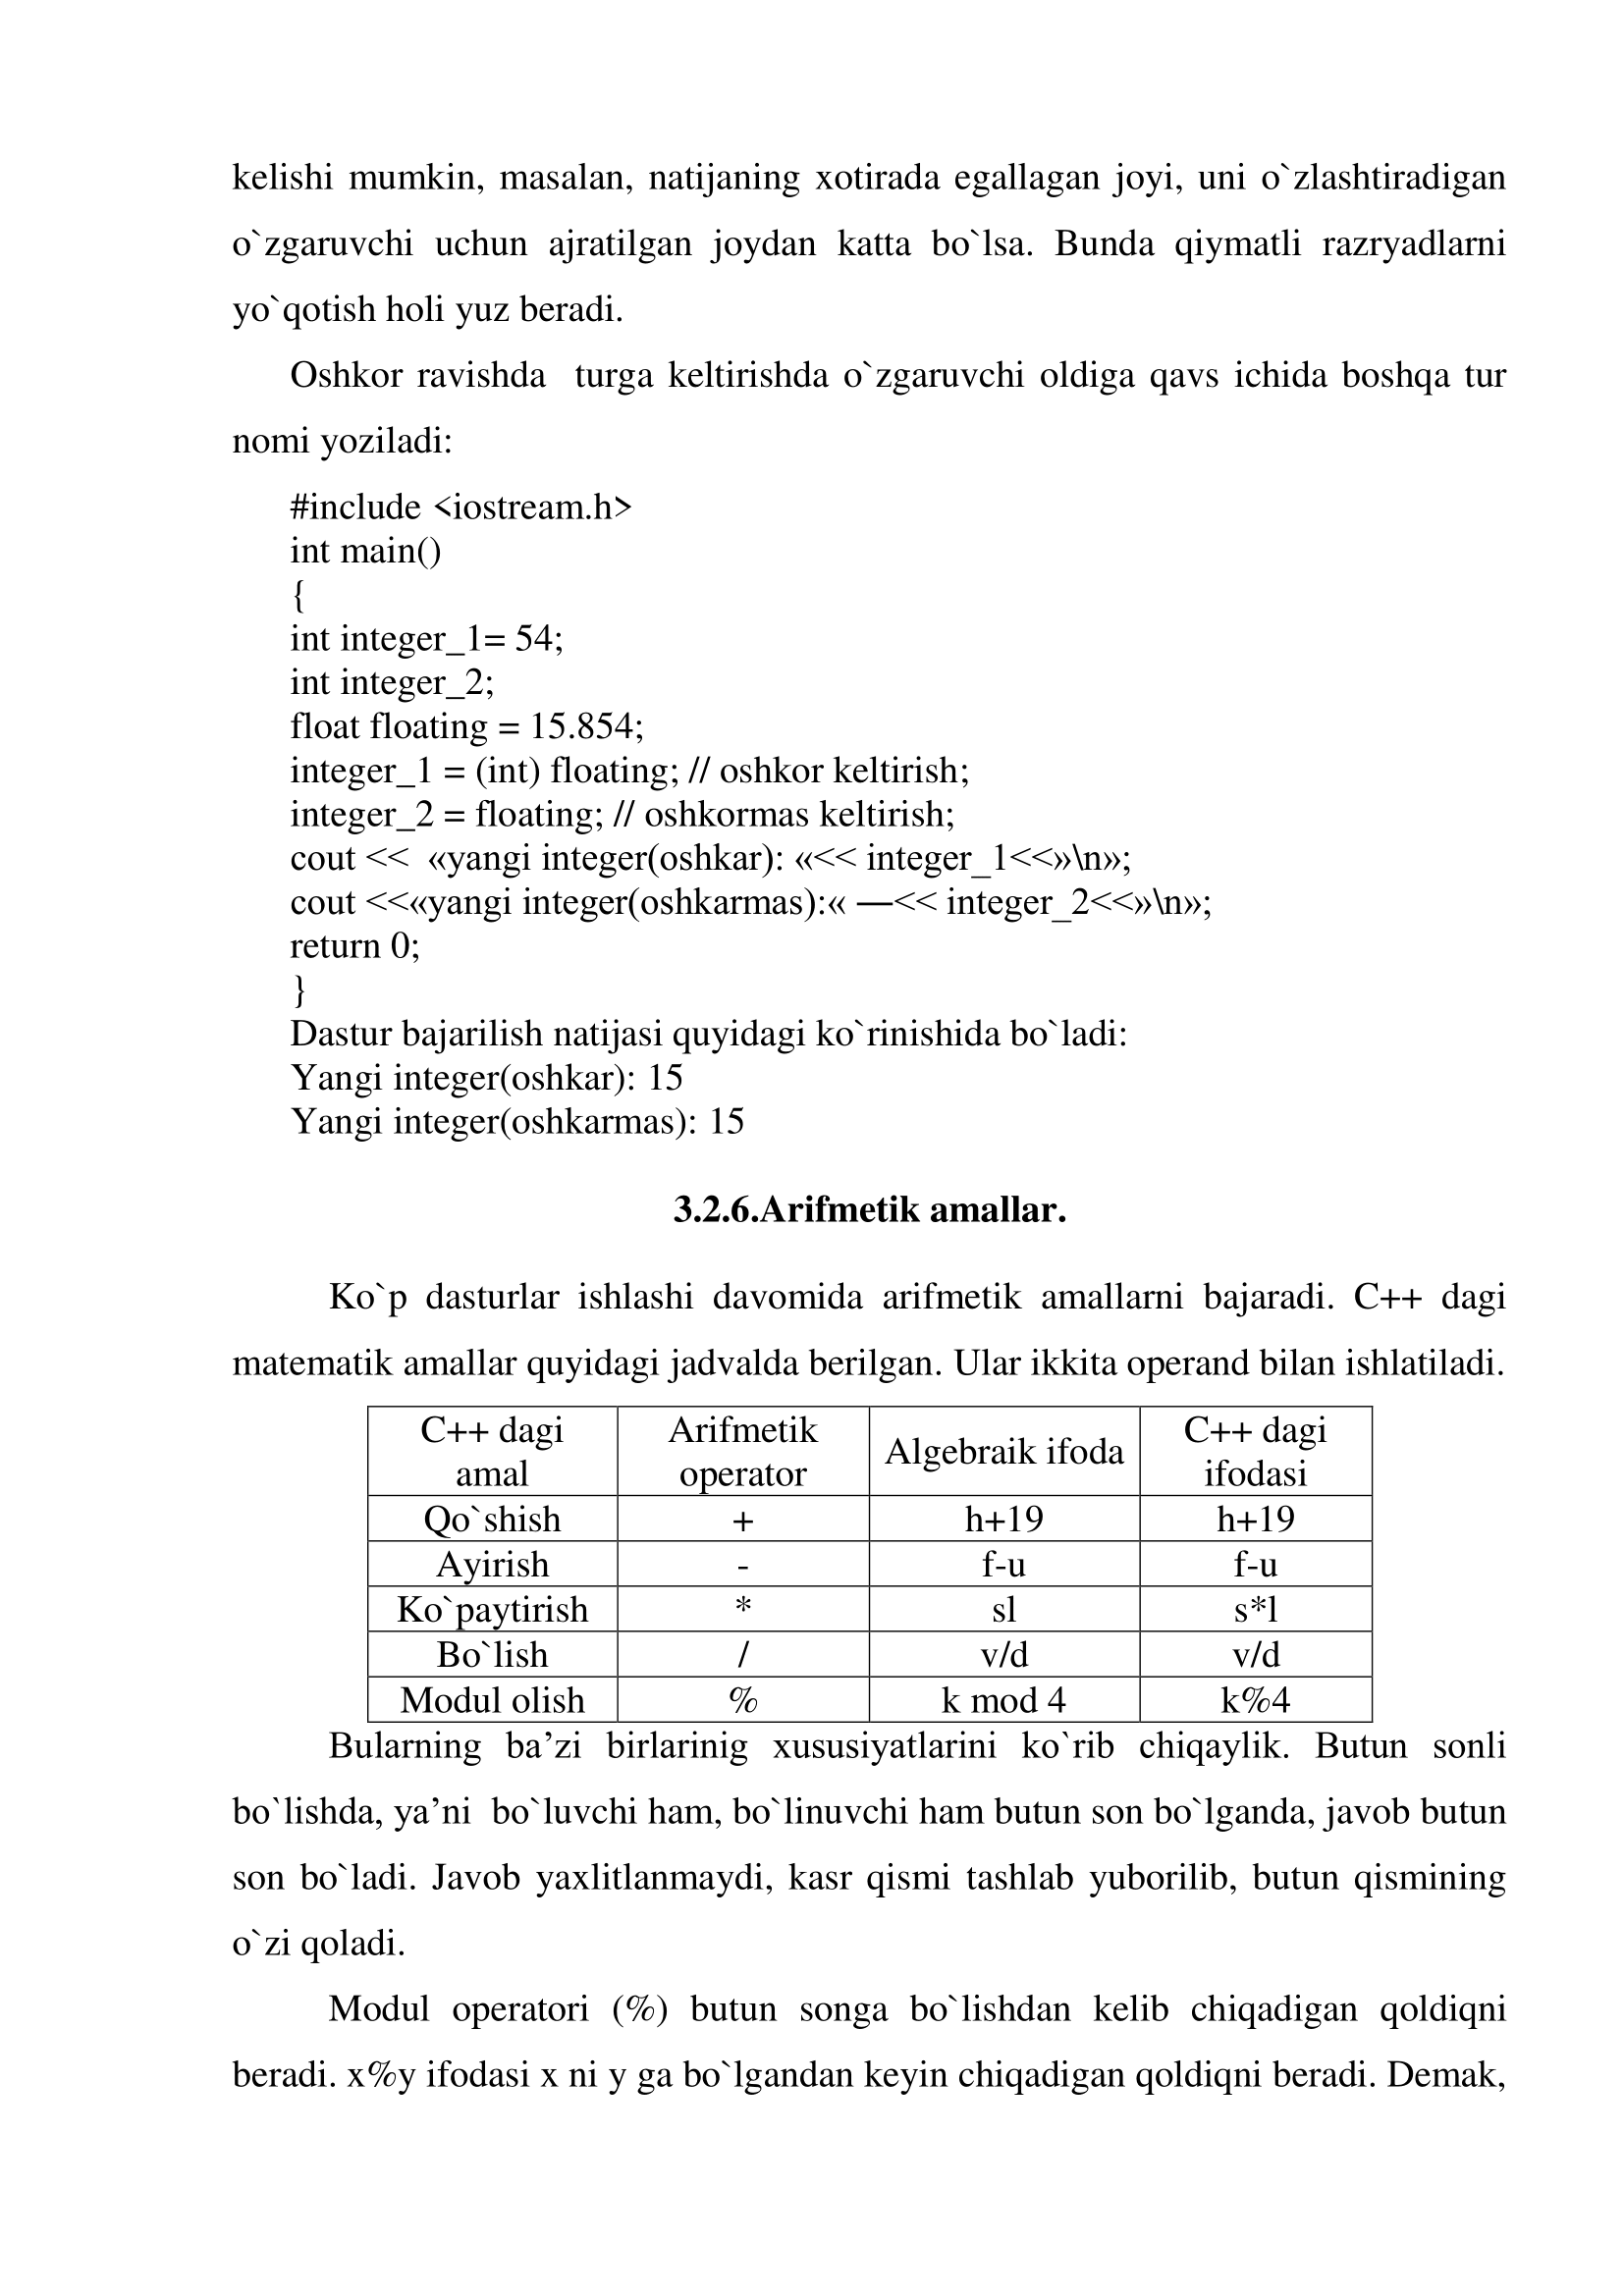 kelishi mumkin, masalan, natijaning xotirada egallagan joyi, uni o`zlashtiradigan
o`zgaruvchi uchun ajratilgan joydan katta bo`lsa. Bunda qiymatli razryadlarni
yo`qotish holi yuz beradi.
Oshkor ravishda  turga keltirishda o`zgaruvchi oldiga qavs ichida boshqa tur
nomi yoziladi:
#include <iostream.h>
int main()
{
int integer_1= 54;
int integer_2;
float floating = 15.854;
integer_1 = (int) floating; // oshkor keltirish;
integer_2 = floating; // oshkormas keltirish;
cout <<  «yangi integer(oshkar): «<< integer_1<<»\n»;
cout <<«yangi integer(oshkarmas):« —<< integer_2<<»\n»;
return 0;
}
Dastur bajarilish natijasi quyidagi ko`rinishida bo`ladi:
Yangi integer(oshkar): 15
Yangi integer(oshkarmas): 15
3.2.6.Arifmetik amallar.
Ko`p dasturlar ishlashi davomida arifmetik amallarni bajaradi. C++ dagi
matematik amallar quyidagi jadvalda berilgan. Ular ikkita operand bilan ishlatiladi.
C++ dagi amal | Arifmetik operator | Algebraik ifoda | C++ dagi ifodasi
Qo`shish | + | h+19 | h+19
Ayirish | - | f-u | f-u
Ko`paytirish | * | sl | s*l
Bo`lish | / | v/d | v/d
Modul olish | % | k mod 4 | k%4
Bularning ba’zi birlarinig xususiyatlarini ko`rib chiqaylik. Butun sonli
bo`lishda, ya’ni  bo`luvchi ham, bo`linuvchi ham butun son bo`lganda, javob butun
son bo`ladi. Javob yaxlitlanmaydi, kasr qismi tashlab yuborilib, butun qismining
o`zi qoladi.
Modul operatori (%) butun songa bo`lishdan kelib chiqadigan qoldiqni
beradi. x%y ifodasi x ni y ga bo`lgandan keyin chiqadigan qoldiqni beradi. Demak,